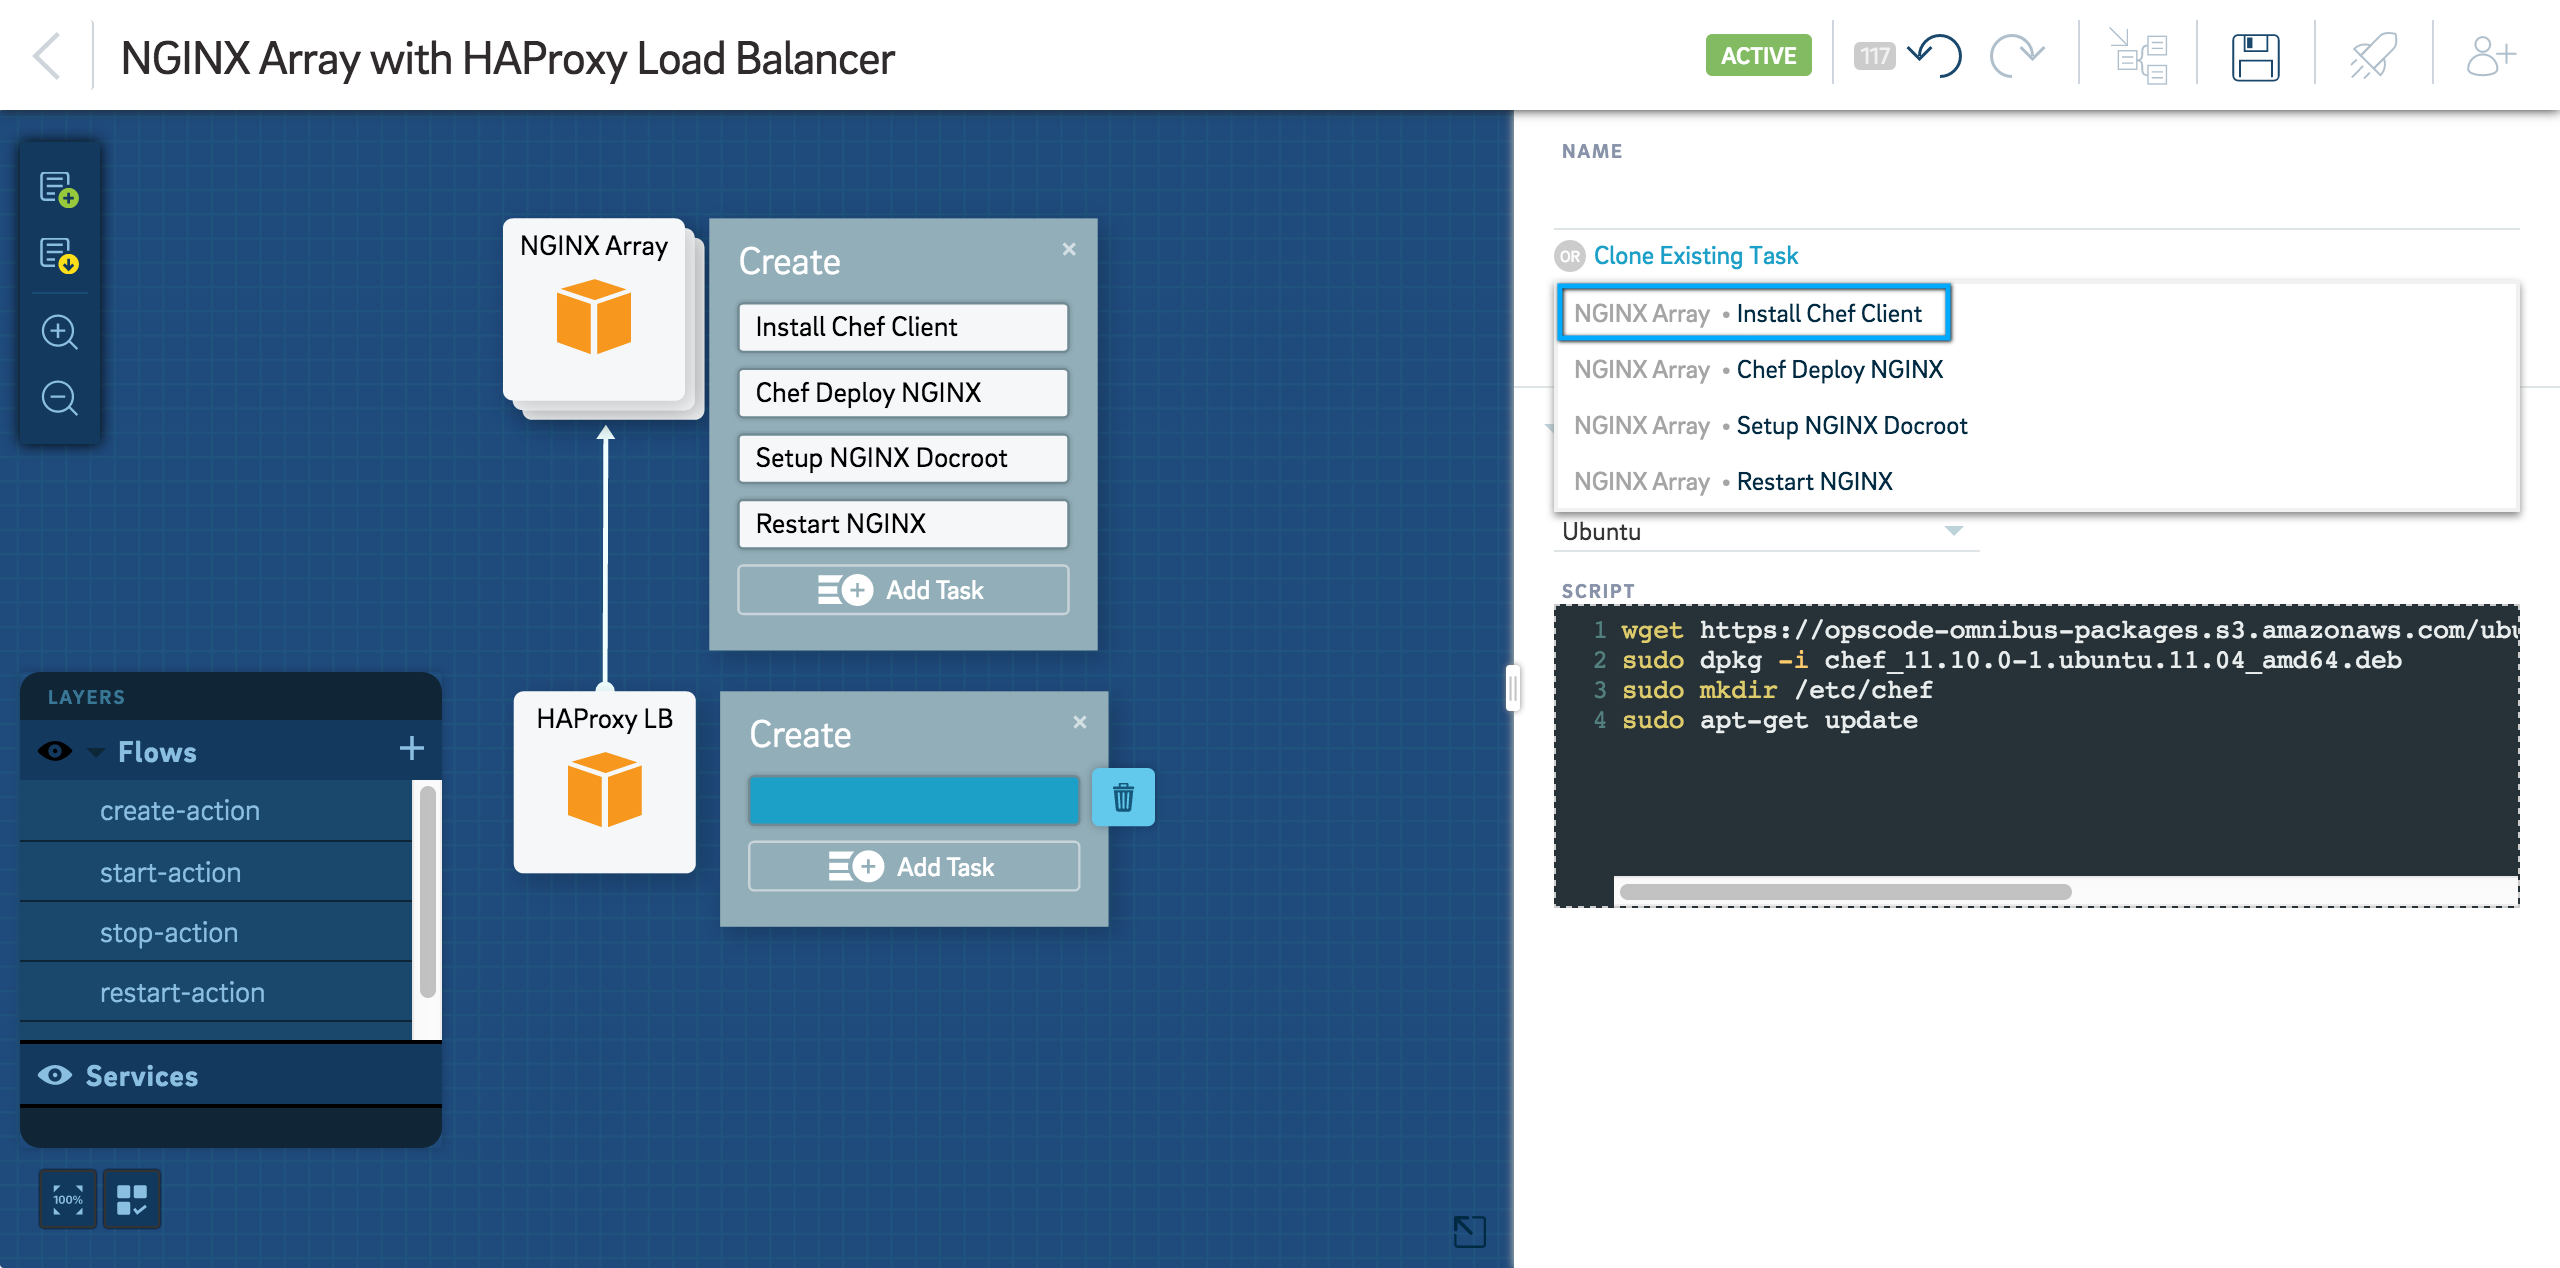 NGINX Array with HAProxy Load Balancer
ACTIVE
117
NGINX Array
Create
×
Install Chef Client
Chef Deploy NGINX
Setup NGINX Docroot
Restart NGINX
Add Task
HAProxy LB
Create
×
Add Task
LAYERS
Flows
create-action
start-action
stop-action
restart-action
Services
100%
NAME
OR Clone Existing Task
NGINX Array • Install Chef Client
NGINX Array • Chef Deploy NGINX
NGINX Array • Setup NGINX Docroot
NGINX Array • Restart NGINX
Ubuntu
SCRIPT
1 wget https://opscode-omnibus-packages.s3.amazonaws.com/ubu
2 sudo dpkg -i chef_11.10.0-1.ubuntu.11.04_amd64.deb
3 sudo mkdir /etc/chef
4 sudo apt-get update